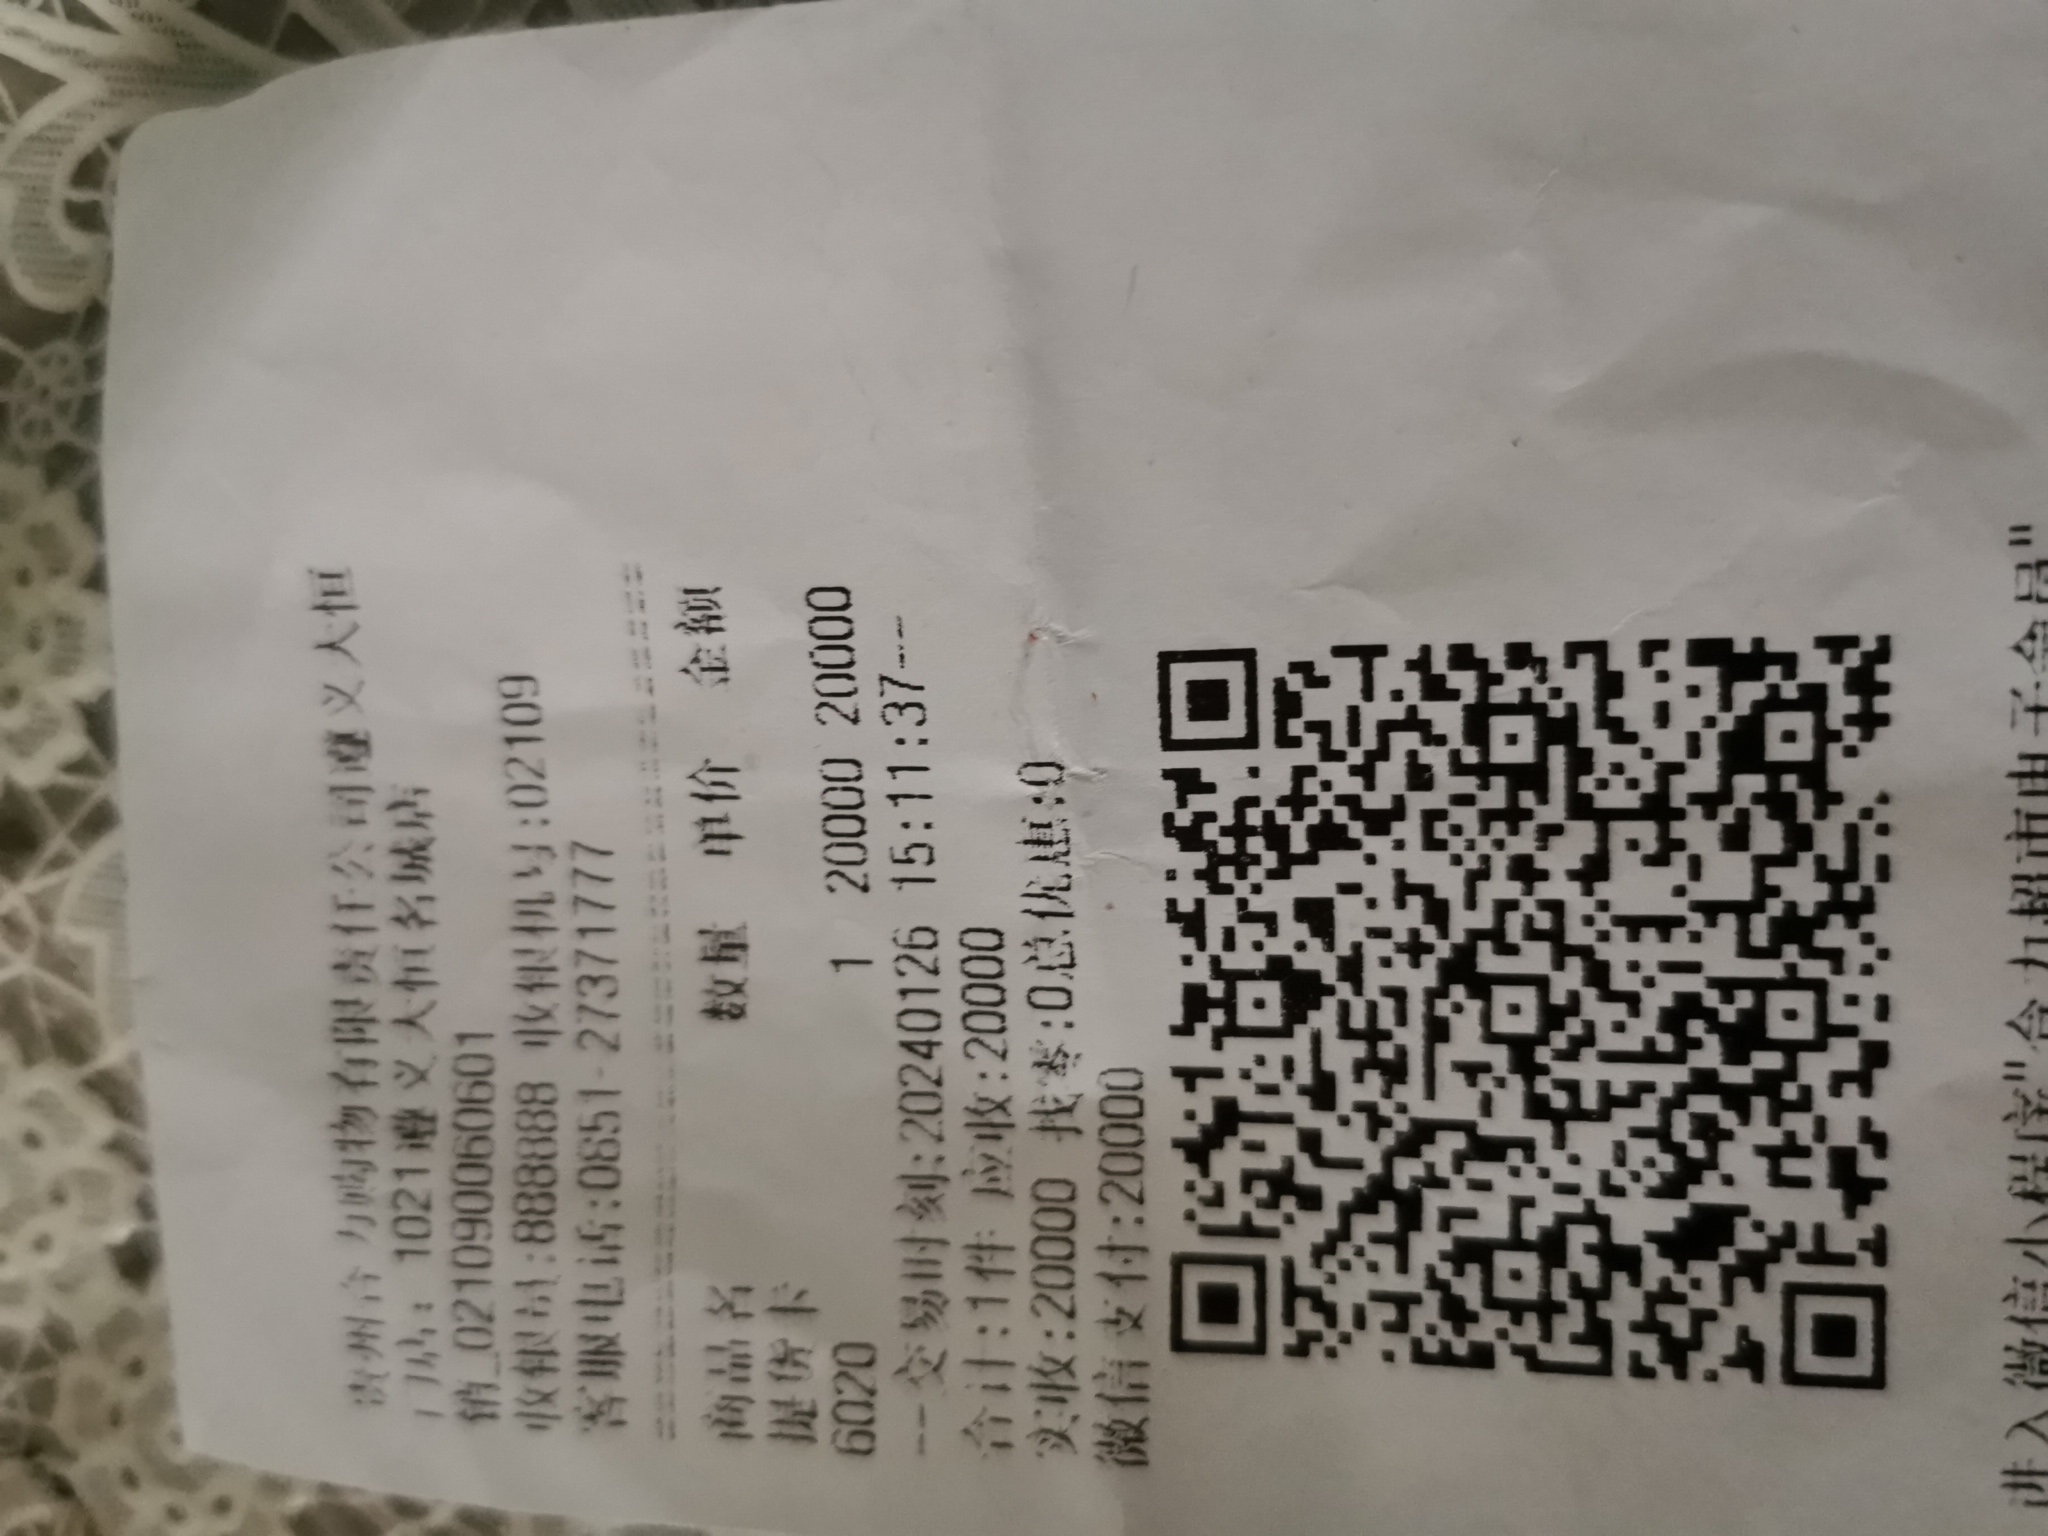 贵州合力购物有限责任公司遵义大恒
门店: 1021遵义大恒名城店
销_02109006060601
收银员:888888 收银机号:02109
客服电话:0851-27371777
商品名 数量 单价 金额
提货卡
60020 1 20000 20000
--交易时刻:20240126 15:11:37--
合计:1件 应收:20000
实收:20000 找零:0总优惠:0
微信支付:20000
进入微信小程序"合力超市电子会员"